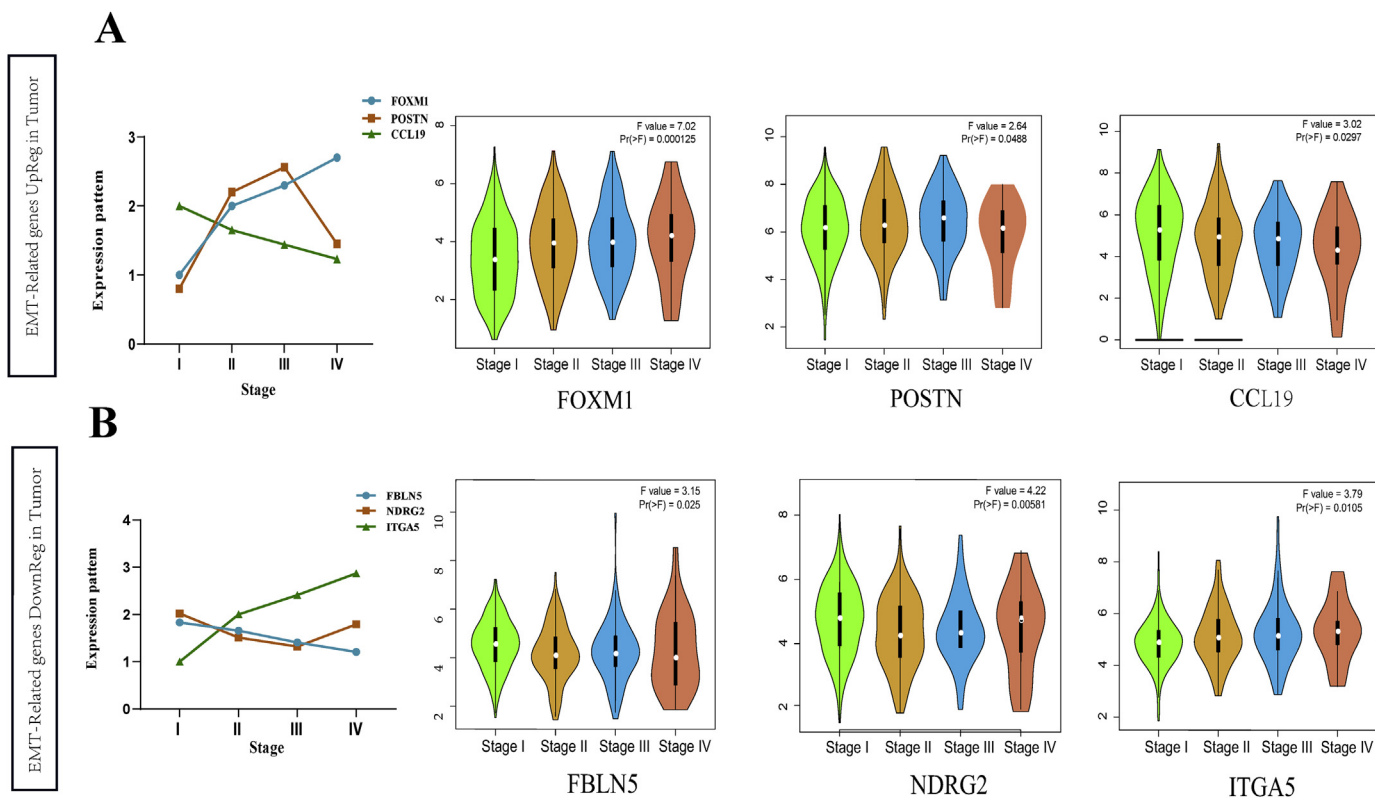 A
EMT-Related genes UpReg in Tumor
FOXM1
POSTN
CCL19
Expression pattem
3
2
1
0
I II III IV
Stage
F value = 7.02
Pr(>F) = 0.000125
8
6
4
2
Stage I Stage II Stage III Stage IV
FOXM1
F value = 2.64
Pr(>F) = 0.0488
10
8
6
4
2
Stage I Stage II Stage III Stage IV
POSTN
F value = 3.02
Pr(>F) = 0.0297
10
8
6
4
2
0
Stage I Stage II Stage III Stage IV
CCL19
B
EMT-Related genes DownReg in Tumor
FBLN5
NDRG2
ITGA5
Expression pattem
4
3
2
1
0
I II III IV
Stage
F value = 3.15
Pr(>F) = 0.025
10
8
6
4
2
Stage I Stage II Stage III Stage IV
FBLN5
F value = 4.22
Pr(>F) = 0.00581
8
6
4
2
Stage I Stage II Stage III Stage IV
NDRG2
F value = 3.79
Pr(>F) = 0.0105
10
8
6
4
2
Stage I Stage II Stage III Stage IV
ITGA5